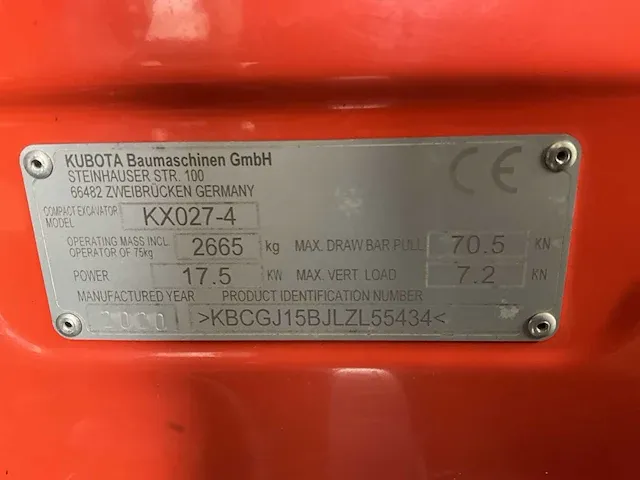 KUBOTA Baumaschinen GmbH
STEINHAUSER STR. 100
66482 ZWEIBRÜCKEN GERMANY
CE
COMPACT EXCAVATOR MODEL KX027-4
OPERATING MASS INCL. OPERATOR OF 75kg 2665 kg MAX. DRAW BAR PULL 70.5 KN
POWER 17.5 KW MAX. VERT. LOAD 7.2 KN
MANUFACTURED YEAR PRODUCT IDENTIFICATION NUMBER
2020 >KBCGJ15BJLZL55434<